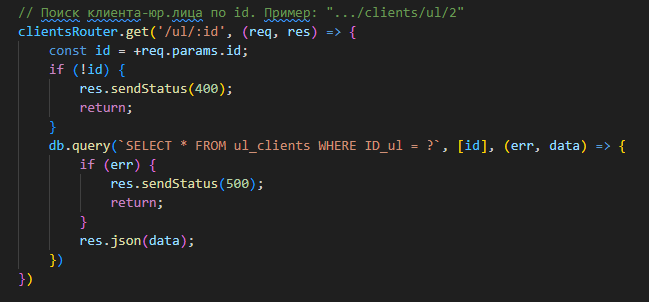 // Поиск клиента-юр.лица по id. Пример: ".../clients/ul/2"
clientsRouter.get('/ul/:id', (req, res) => {
    const id = +req.params.id;
    if (!id) {
        res.sendStatus(400);
        return;
    }
    db.query(`SELECT * FROM ul_clients WHERE ID_ul = ?`, [id], (err, data) => {
        if (err) {
            res.sendStatus(500);
            return;
        }
        res.json(data);
    })
})